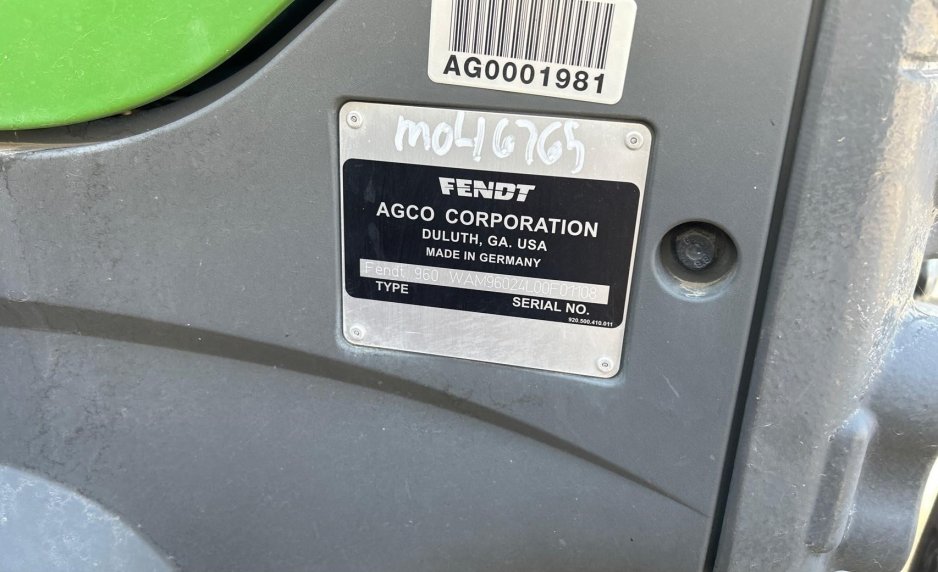 AG0001981
M046765
FENDT
AGCO CORPORATION
DULUTH, GA. USA
MADE IN GERMANY
Fendt 960 WAM96024L00F01108
TYPE SERIAL NO.
920.500.410.011